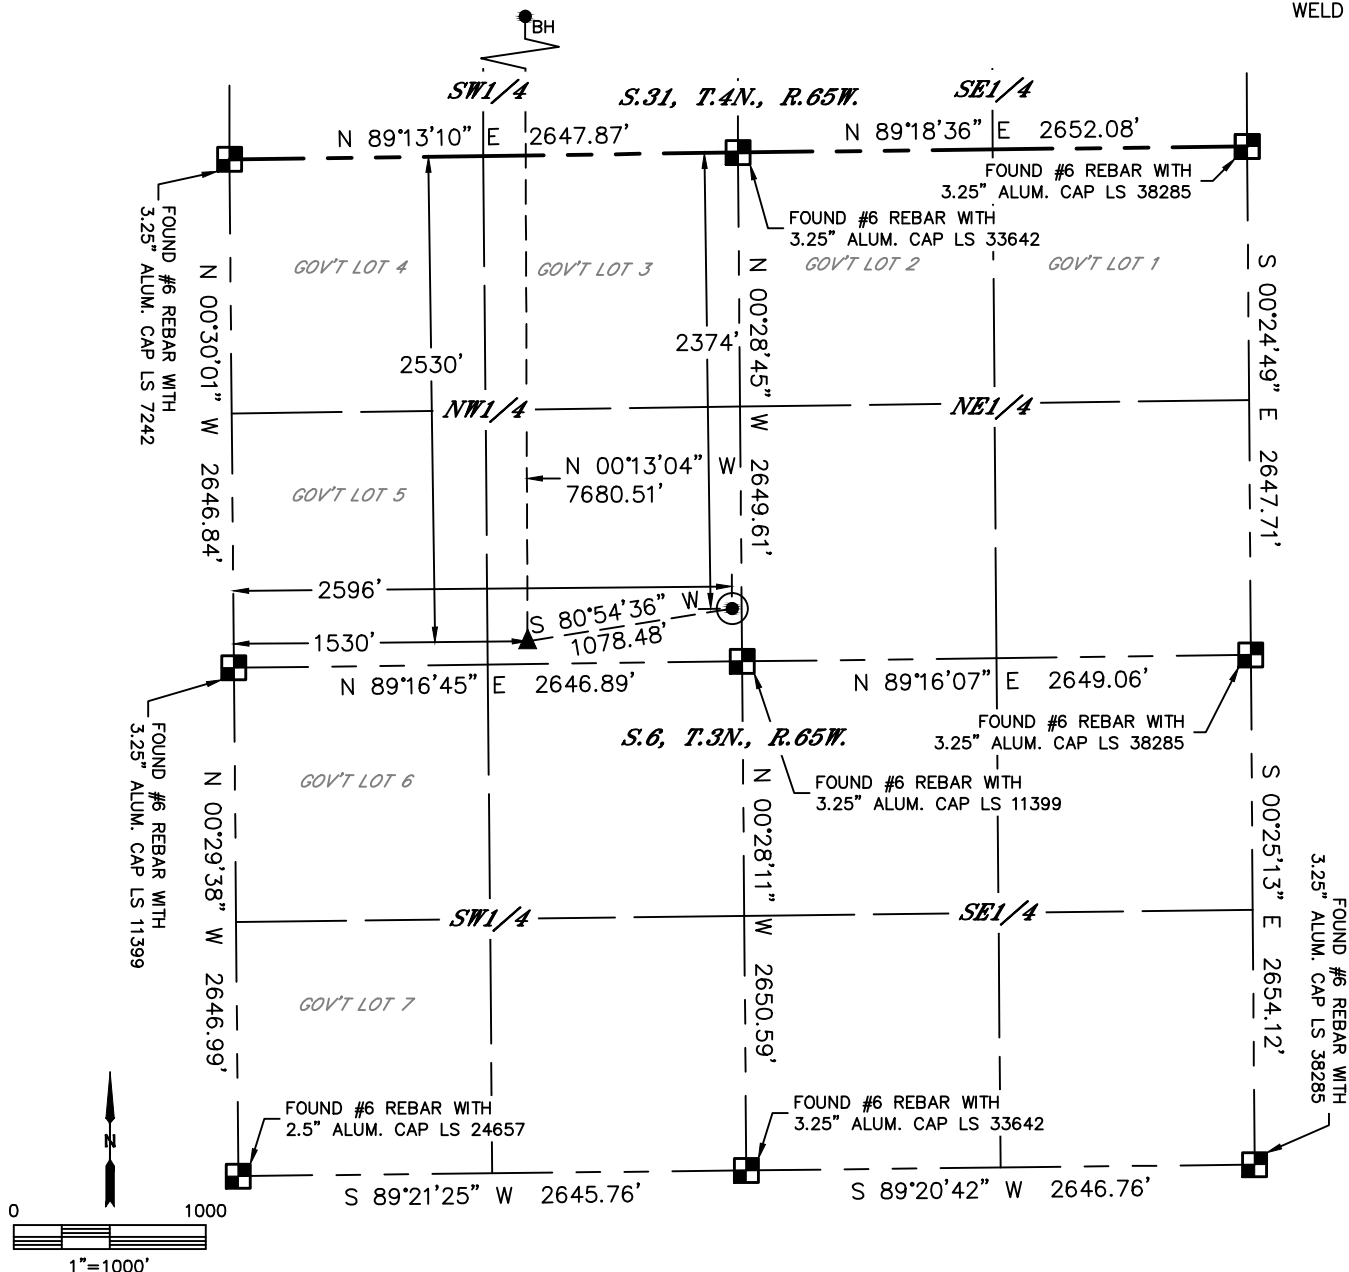 WELD
BH
SW1/4
S.31, T.4N., R.65W.
SE1/4
N 89°13'10" E 2647.87'
N 89°18'36" E 2652.08'
FOUND #6 REBAR WITH
3.25" ALUM. CAP LS 38285
FOUND #6 REBAR WITH
3.25" ALUM. CAP LS 33642
FOUND #6 REBAR WITH
3.25" ALUM. CAP LS 7242
GOV'T LOT 4
GOV'T LOT 3
GOV'T LOT 2
GOV'T LOT 1
N 00°30'01" W 2646.84'
N 00°28'45" W 2649.61'
S 00°24'49" E 2647.71'
2530'
2374'
NW1/4
NE1/4
N 00°13'04" W
7680.51'
GOV'T LOT 5
2596'
S 80°54'36" W
1078.48'
1530'
N 89°16'45" E 2646.89'
N 89°16'07" E 2649.06'
FOUND #6 REBAR WITH
3.25" ALUM. CAP LS 38285
FOUND #6 REBAR WITH
3.25" ALUM. CAP LS 11399
S.6, T.3N., R.65W.
GOV'T LOT 6
FOUND #6 REBAR WITH
3.25" ALUM. CAP LS 11399
N 00°29'38" W 2646.99'
N 00°28'11" W 2650.59'
S 00°25'13" E 2654.12'
FOUND #6 REBAR WITH
3.25" ALUM. CAP LS 38285
SW1/4
SE1/4
GOV'T LOT 7
FOUND #6 REBAR WITH
2.5" ALUM. CAP LS 24657
FOUND #6 REBAR WITH
3.25" ALUM. CAP LS 33642
N
S 89°21'25" W 2645.76'
S 89°20'42" W 2646.76'
0 1000
1"=1000'